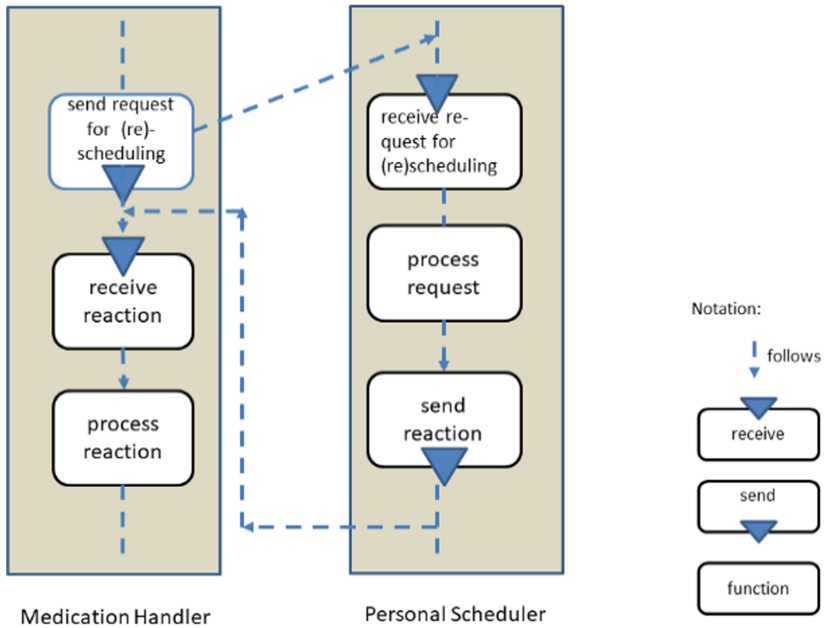 send request
for (re)-
scheduling
receive
reaction
process
reaction
Medication Handler
receive re-
quest for
(re)scheduling
process
request
send
reaction
Personal Scheduler
Notation:
follows
receive
send
function